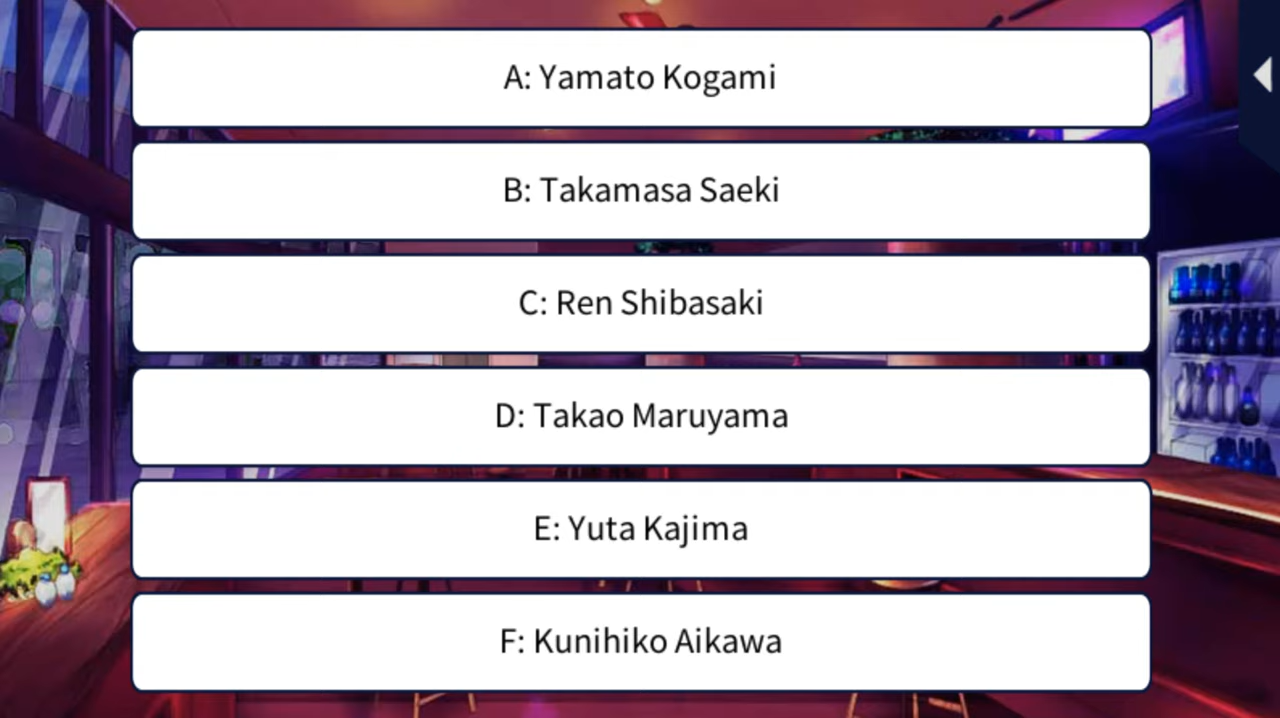 A: Yamato Kogami
B: Takamasa Saeki
C: Ren Shibasaki
D: Takao Maruyama
E: Yuta Kajima
F: Kunihiko Aikawa